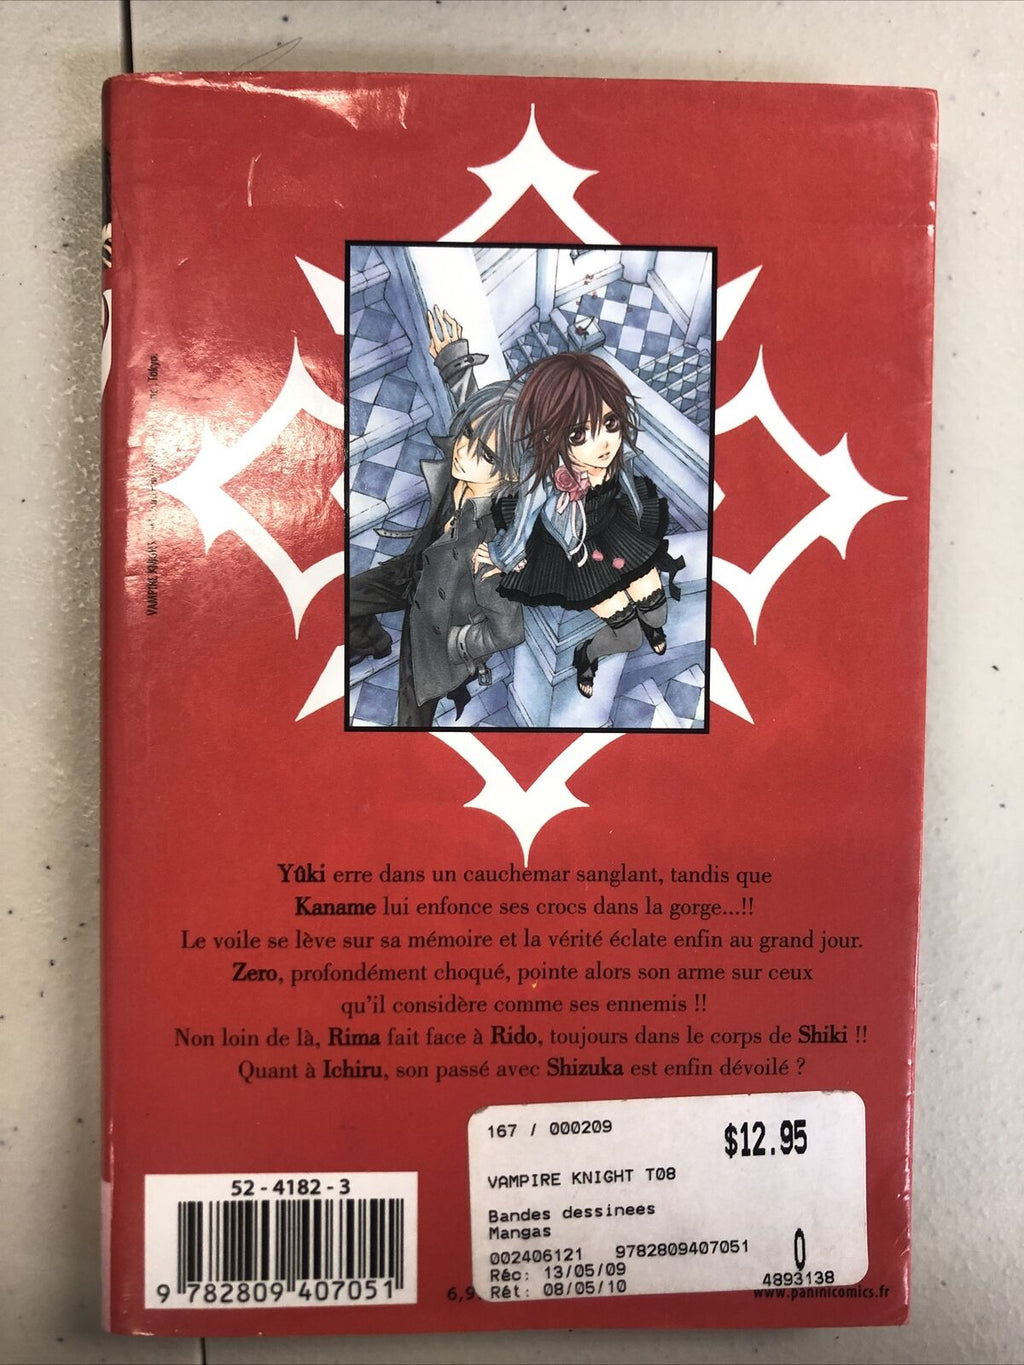 VAMPIRE KNIGHT
Tokyo.
Yûki erre dans un cauchemar sanglant, tandis que
Kaname lui enfonce ses crocs dans la gorge...!!
Le voile se lève sur sa mémoire et la vérité éclate enfin au grand jour.
Zero, profondément choqué, pointe alors son arme sur ceux
qu'il considère comme ses ennemis !!
Non loin de là, Rima fait face à Rido, toujours dans le corps de Shiki !!
Quant à Ichiru, son passé avec Shizuka est enfin dévoilé ?
52-4182-3
9 782809 407051
6,9
167 / 000209
$12.95
VAMPIRE KNIGHT T08
Bandes dessinees
Mangas
002406121 9782809407051
0
Réc: 13/05/09
4893138
Rét: 08/05/10
www.paninicomics.fr